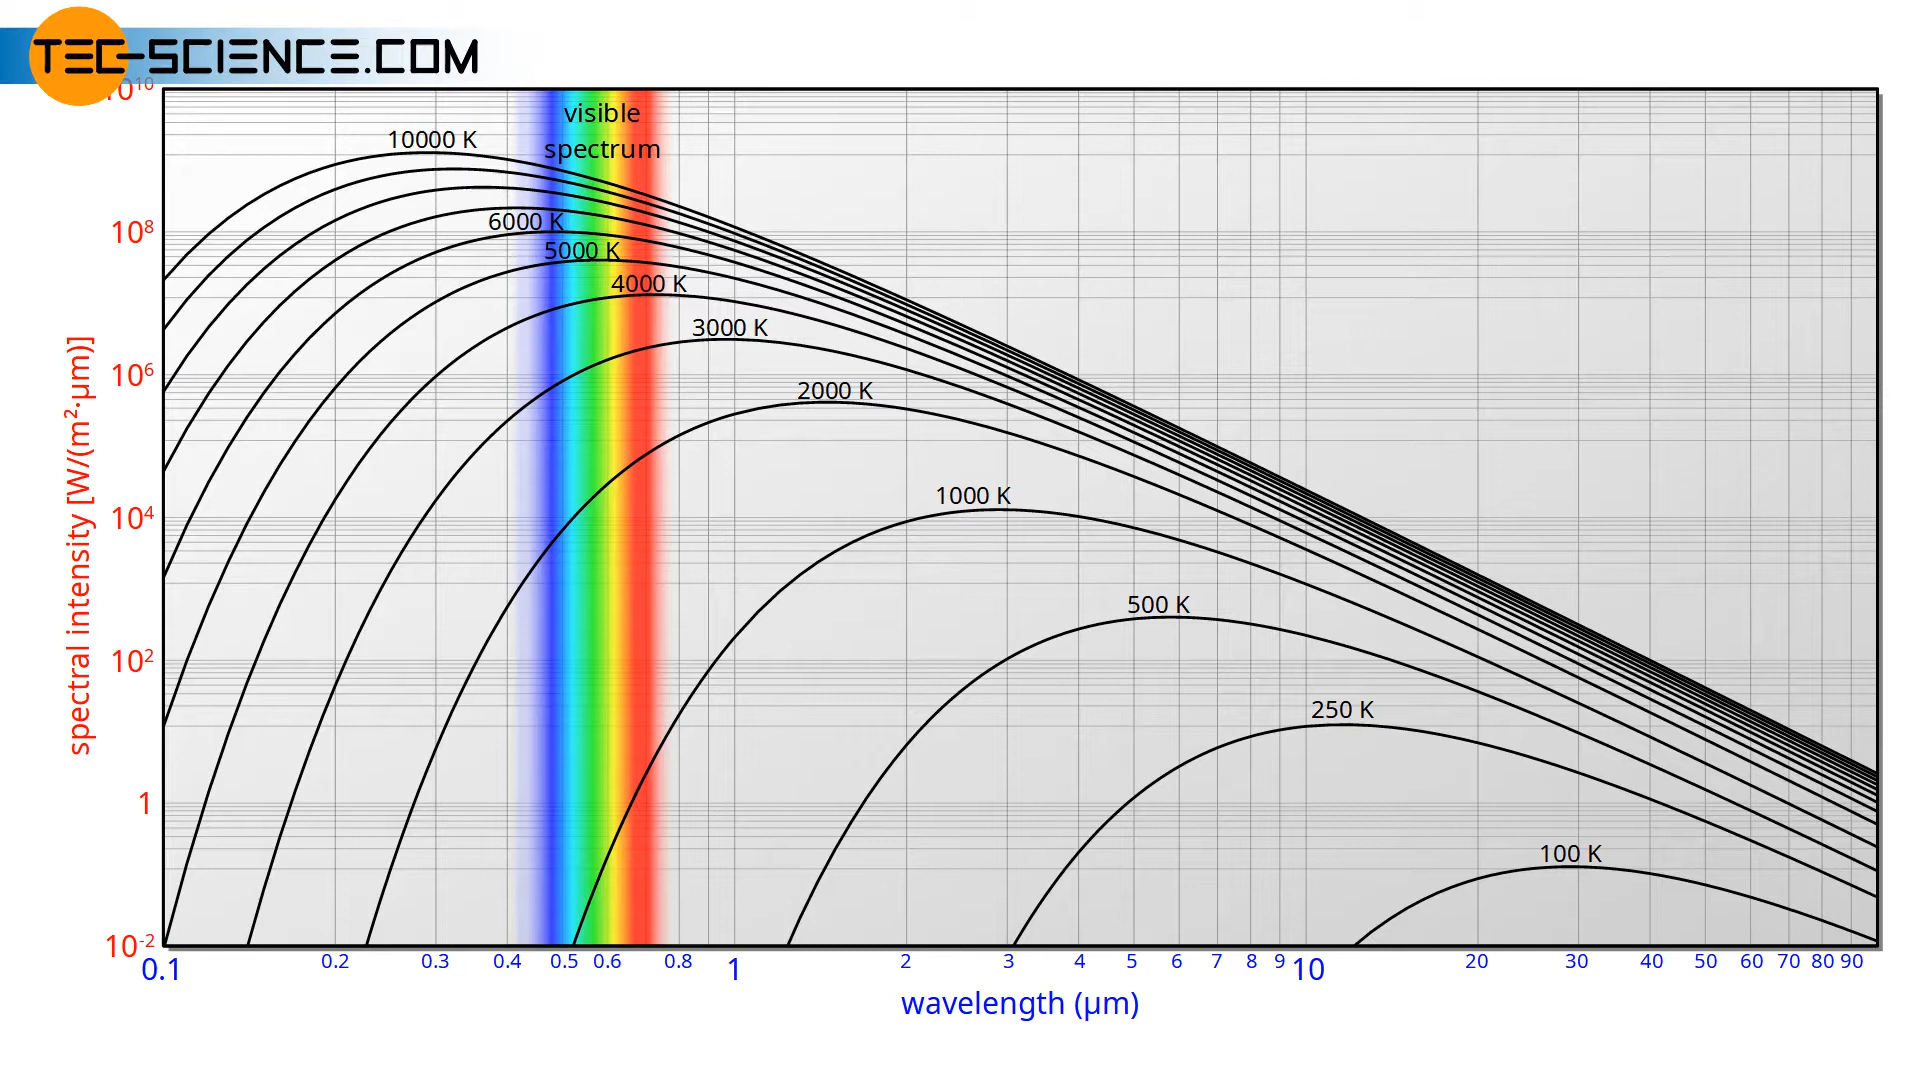 TEC-SCIENCE.COM
10¹⁰
visible
spectrum
10000 K
6000 K
5000 K
4000 K
3000 K
2000 K
1000 K
500 K
250 K
100 K
10⁸
10⁶
10⁴
10²
1
10⁻²
spectral intensity [W/(m²·µm)]
0.1 0.2 0.3 0.4 0.5 0.6 0.8 1 2 3 4 5 6 7 8 9 10 20 30 40 50 60 70 80 90
wavelength (µm)